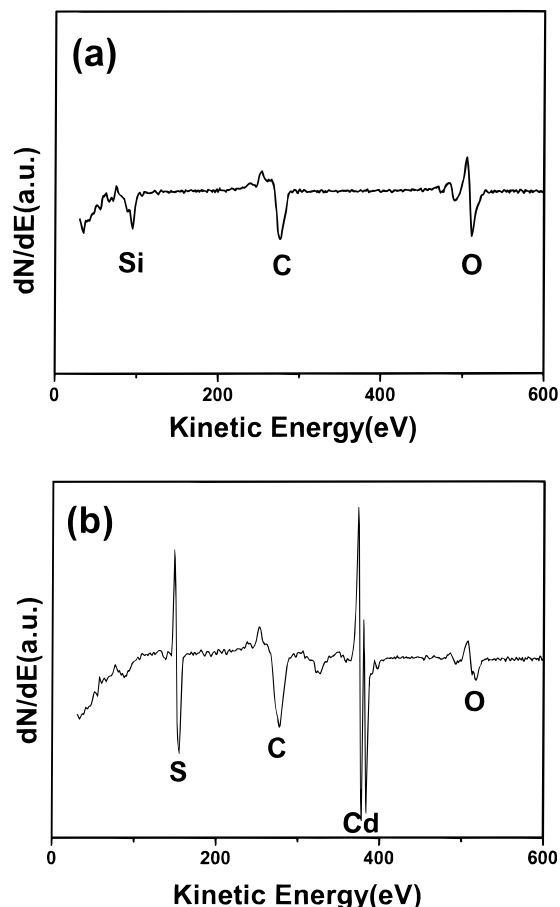 (a)
dN/dE(a.u.)
Si
C
O
0
200
400
600
Kinetic Energy(eV)
(b)
dN/dE(a.u.)
S
C
Cd
O
0
200
400
600
Kinetic Energy(eV)